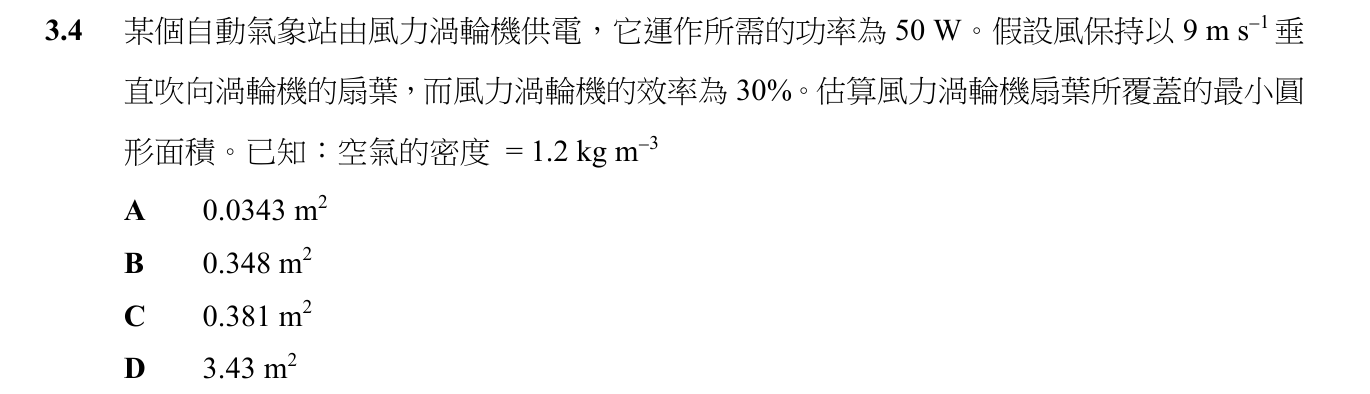 3.4 某個自動氣象站由風力渦輪機供電，它運作所需的功率為 50 W。假設風保持以 9 m s⁻¹ 垂
直吹向渦輪機的扇葉，而風力渦輪機的效率為 30%。估算風力渦輪機扇葉所覆蓋的最小圓
形面積。已知：空氣的密度 = 1.2 kg m⁻³
A 0.0343 m²
B 0.348 m²
C 0.381 m²
D 3.43 m²